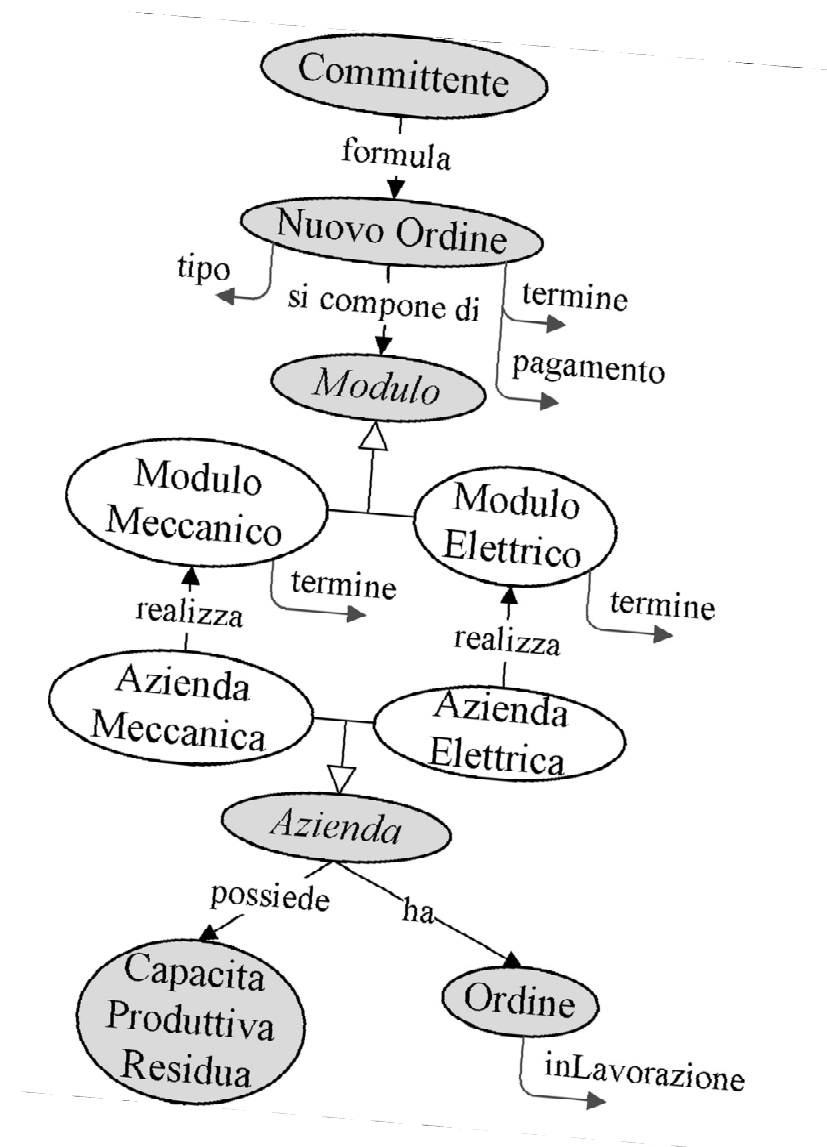 Committente
formula
Nuovo Ordine
tipo
si compone di
termine
pagamento
Modulo
Modulo
Meccanico
Modulo
Elettrico
termine
termine
realizza
realizza
Azienda
Meccanica
Azienda
Elettrica
Azienda
possiede
ha
Capacita
Produttiva
Residua
Ordine
inLavorazione